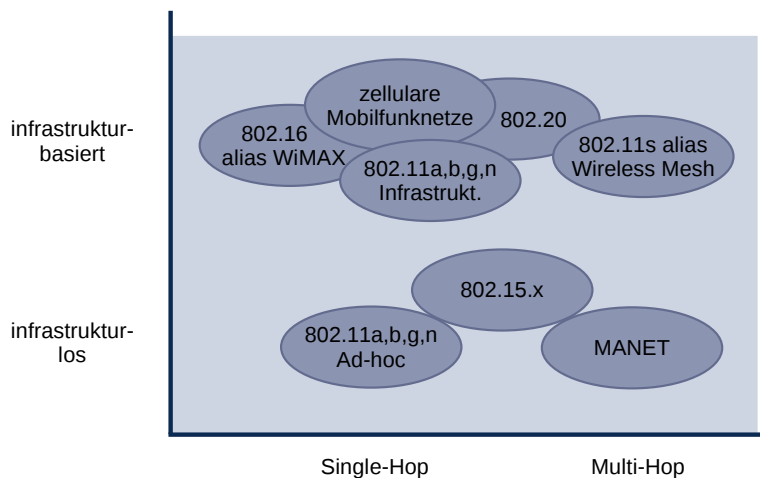 zellulare
Mobilfunknetze
802.20
infrastruktur-
basiert
802.16
alias WiMAX
802.11s alias
Wireless Mesh
802.11a,b,g,n
Infrastrukt.
802.15.x
infrastruktur-
los
802.11a,b,g,n
Ad-hoc
MANET
Single-Hop
Multi-Hop